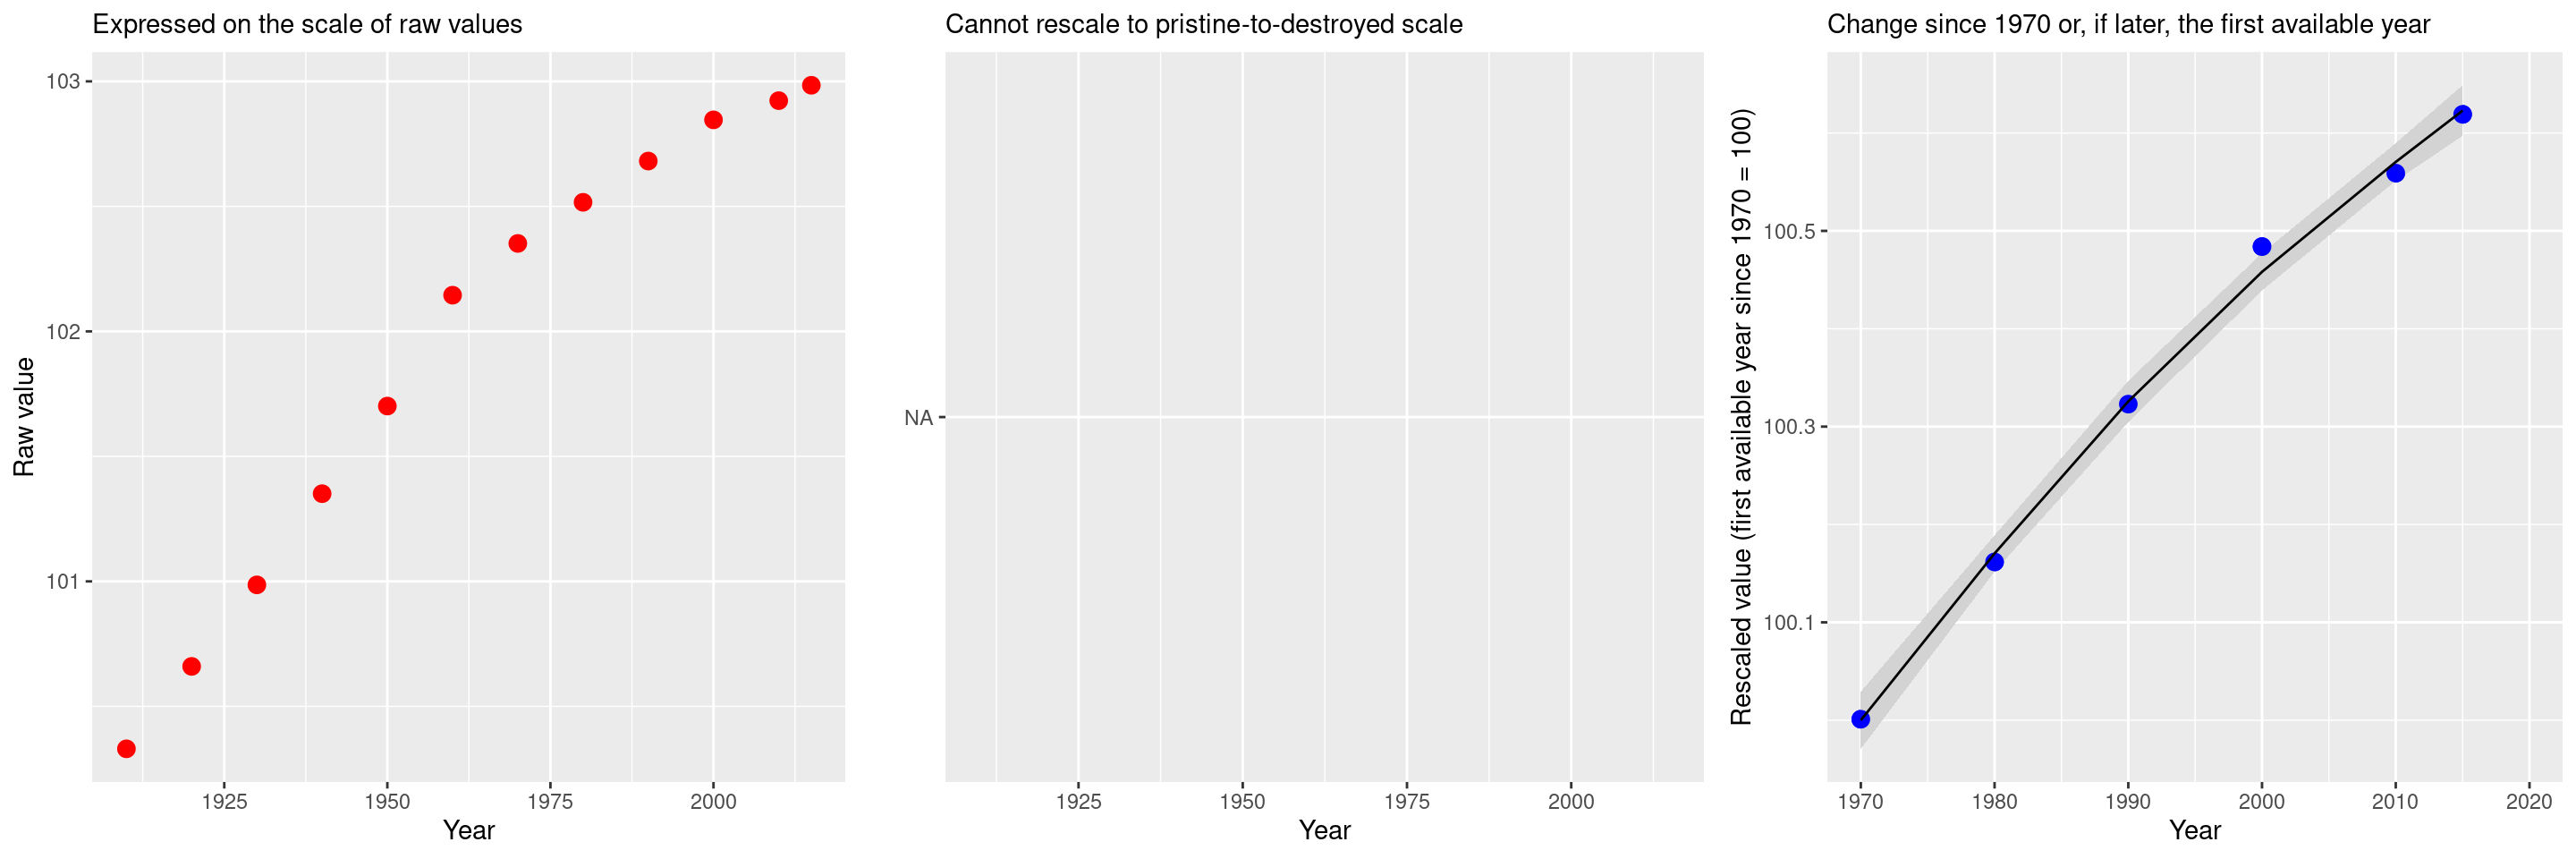 Expressed on the scale of raw values
Raw value
103
102
101
1925
1950
1975
2000
Year
Cannot rescale to pristine-to-destroyed scale
NA
1925
1950
1975
2000
Year
Change since 1970 or, if later, the first available year
Rescaled value (first available year since 1970 = 100)
100.5
100.3
100.1
1970
1980
1990
2000
2010
2020
Year